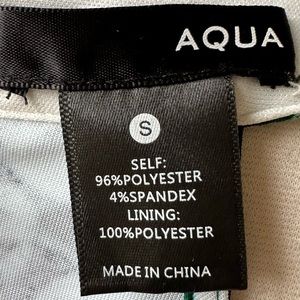 AQUA
S
SELF:
96%POLYESTER
4%SPANDEX
LINING:
100%POLYESTER
MADE IN CHINA